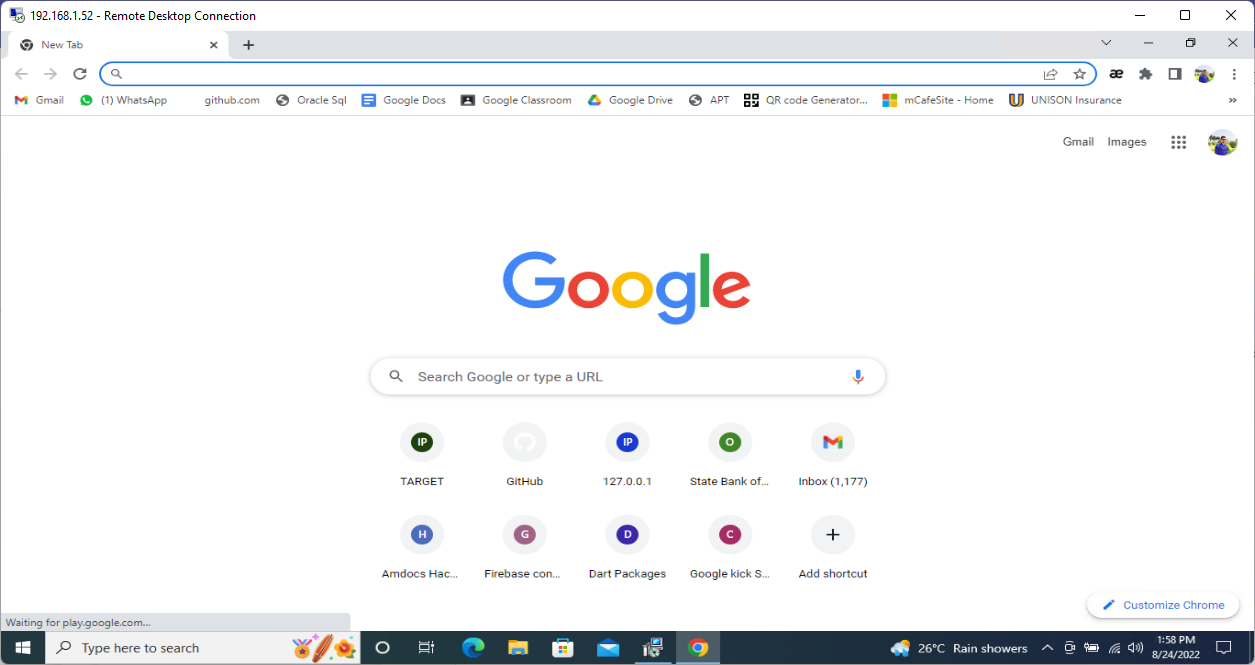 192.168.1.52 - Remote Desktop Connection
New Tab
Gmail (1) WhatsApp github.com Oracle Sql Google Docs Google Classroom Google Drive APT QR code Generator... mCafeSite - Home UNISON Insurance »
Gmail Images
Google
Search Google or type a URL
IP IP O
TARGET GitHub 127.0.0.1 State Bank of... Inbox (1,177)
H G D C
Amdocs Hac... Firebase con... Dart Packages Google kick S... Add shortcut
Customize Chrome
Waiting for play.google.com...
Type here to search 26°C Rain showers 1:58 PM
8/24/2022